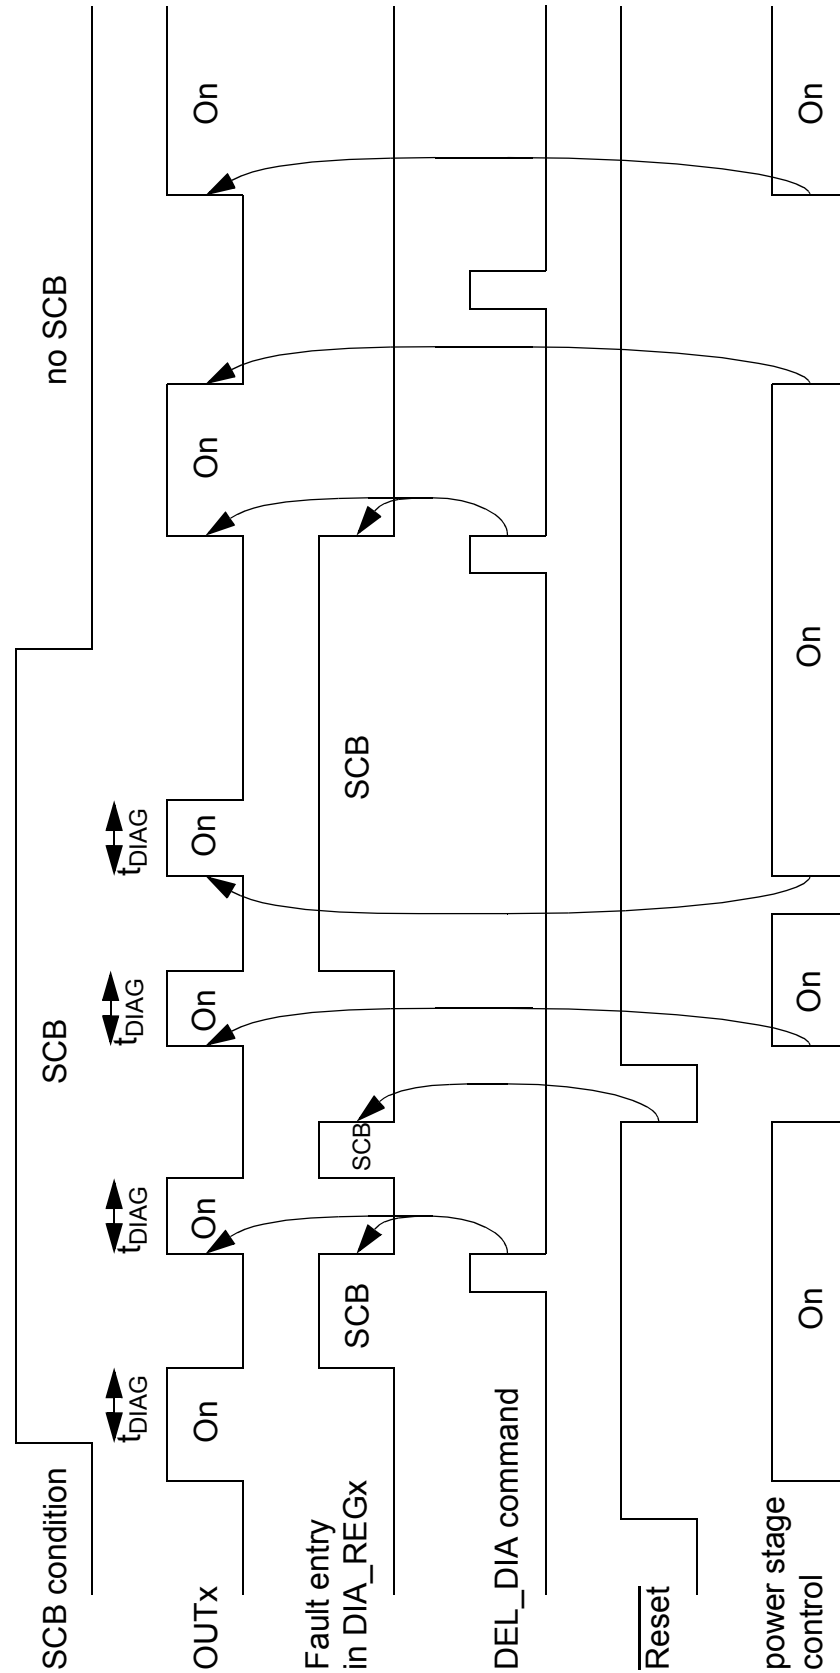 SCB condition
SCB
no SCB
tDIAG
tDIAG
tDIAG
tDIAG
OUTx
On
On
On
On
On
On
Fault entry
in DIA_REGx
SCB
SCB
SCB
DEL_DIA command
Reset
power stage
control
On
On
On
On